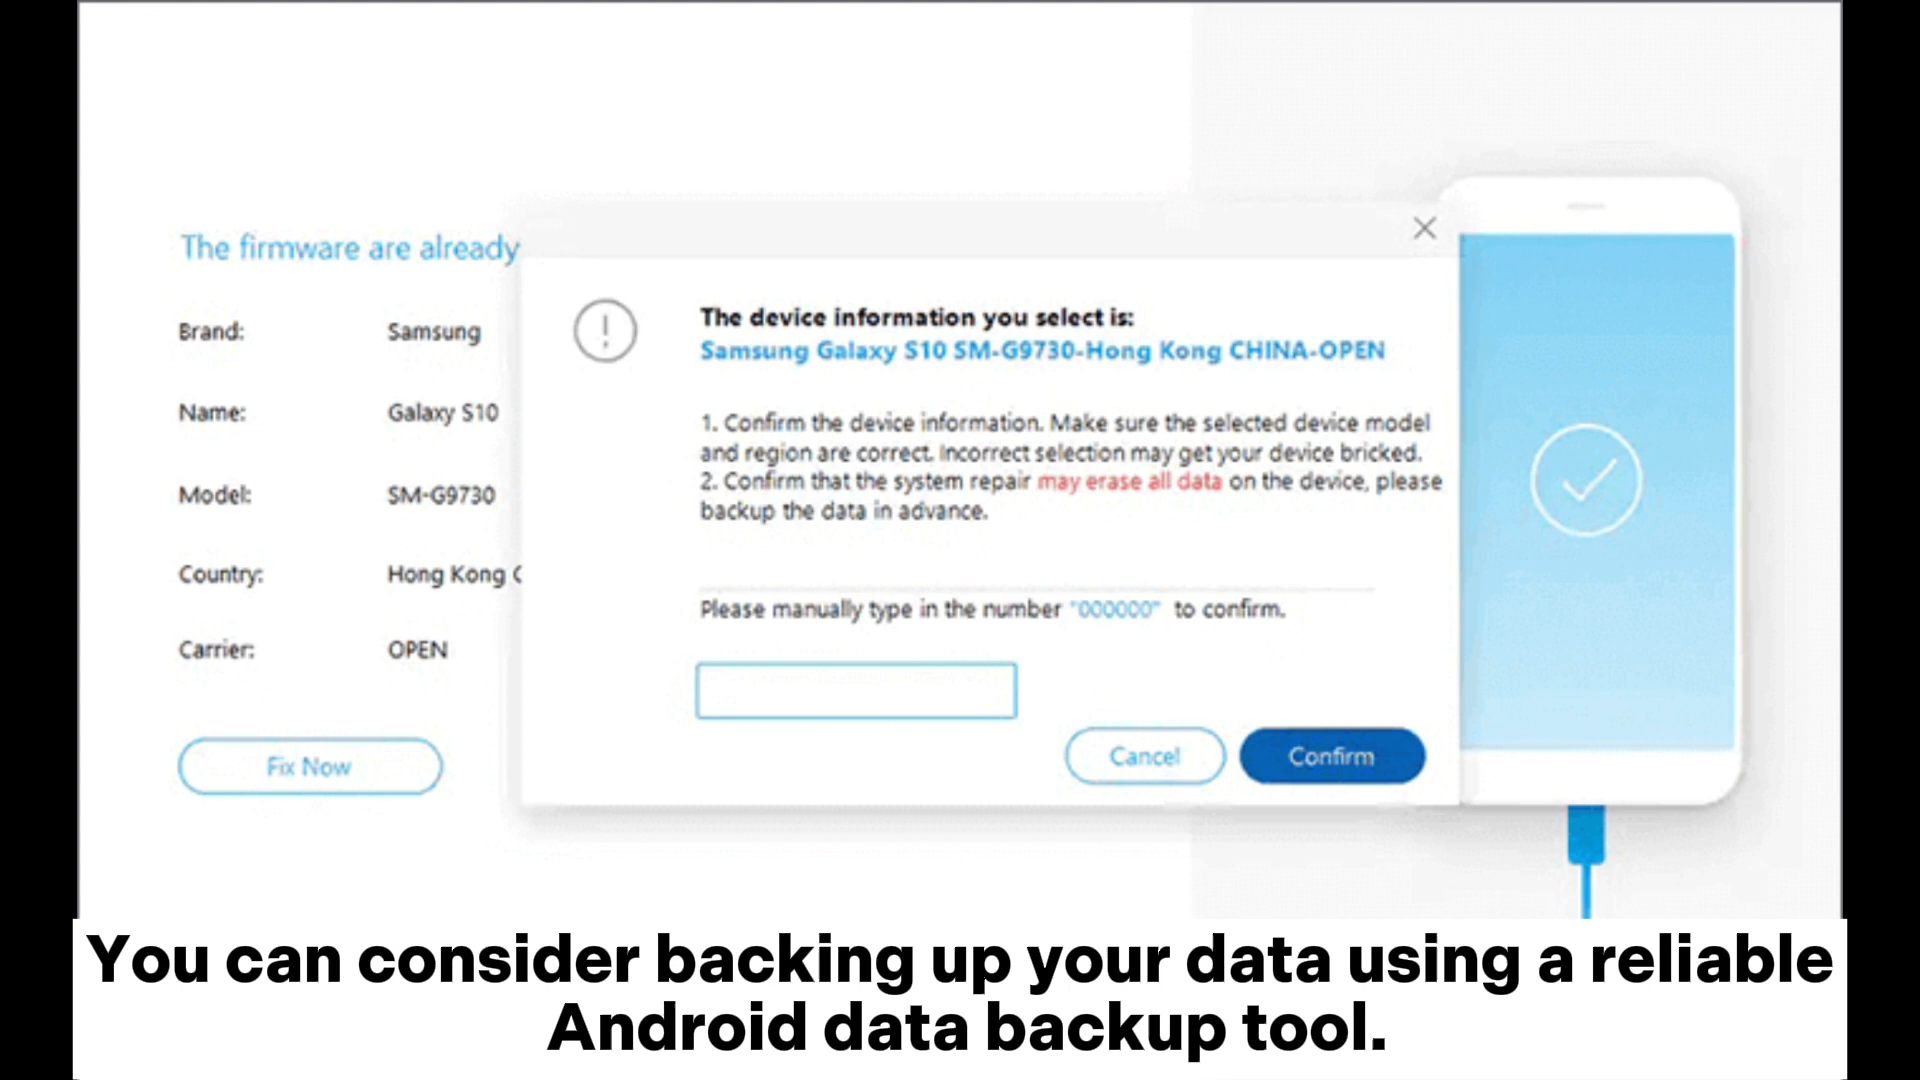 The firmware are already
Brand: Samsung
Name: Galaxy S10
Model: SM-G9730
Country: Hong Kong
Carrier: OPEN
Fix Now
The device information you select is:
Samsung Galaxy S10 SM-G9730-Hong Kong CHINA-OPEN
1. Confirm the device information. Make sure the selected device model
and region are correct. Incorrect selection may get your device bricked.
2. Confirm that the system repair may erase all data on the device, please
backup the data in advance.
Please manually type in the number "000000" to confirm.
Cancel Confirm
You can consider backing up your data using a reliable
Android data backup tool.